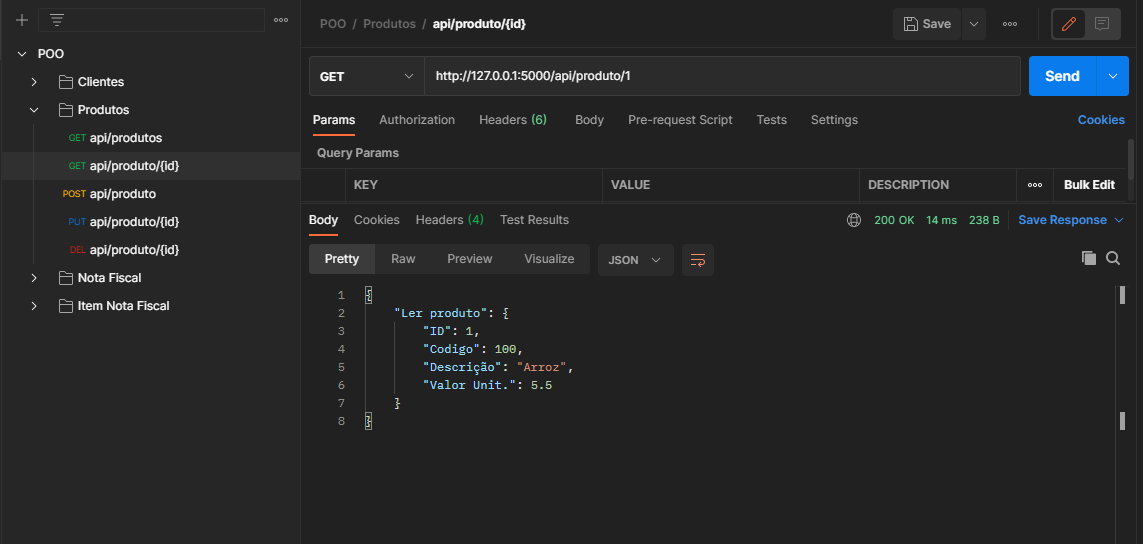 POO / Produtos / api/produto/{id}
Save
POO
GET
http://127.0.0.1:5000/api/produto/1
Send
Clientes
Produtos
Params Authorization Headers (6) Body Pre-request Script Tests Settings Cookies
GET api/produtos
Query Params
GET api/produto/{id}
KEY VALUE DESCRIPTION Bulk Edit
POST api/produto
PUT api/produto/{id}
Body Cookies Headers (4) Test Results 200 OK 14 ms 238 B Save Response
DEL api/produto/{id}
Pretty Raw Preview Visualize JSON
Nota Fiscal
Item Nota Fiscal
1 {
2 "Ler produto": {
3 "ID": 1,
4 "Codigo": 100,
5 "Descrição": "Arroz",
6 "Valor Unit.": 5.5
7 }
8 }